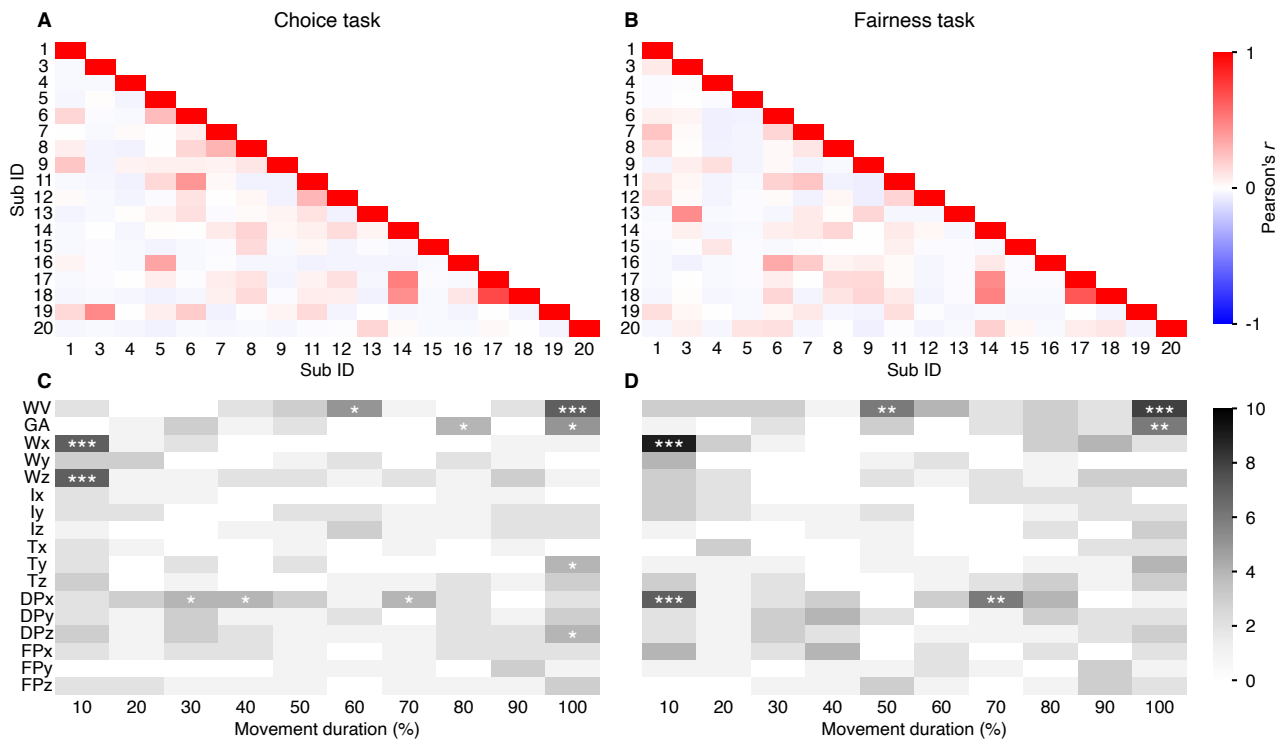 A Choice task
B Fairness task
1
3
4
5
6
7
8
9
11
12
13
14
15
16
17
18
19
20
Sub ID
1 3 4 5 6 7 8 9 11 12 13 14 15 16 17 18 19 20
Sub ID
1
3
4
5
6
7
8
9
11
12
13
14
15
16
17
18
19
20
1 3 4 5 6 7 8 9 11 12 13 14 15 16 17 18 19 20
Sub ID
1
0
-1
Pearson's r
C
WV * ***
GA * *
Wx ***
Wy
Wz ***
Ix
Iy
Iz
Tx
Ty *
Tz
DPx * * *
DPy
DPz *
FPx
FPy
FPz
10 20 30 40 50 60 70 80 90 100
Movement duration (%)
D
** ***
**
***
*** **
10 20 30 40 50 60 70 80 90 100
Movement duration (%)
10
8
6
4
2
0